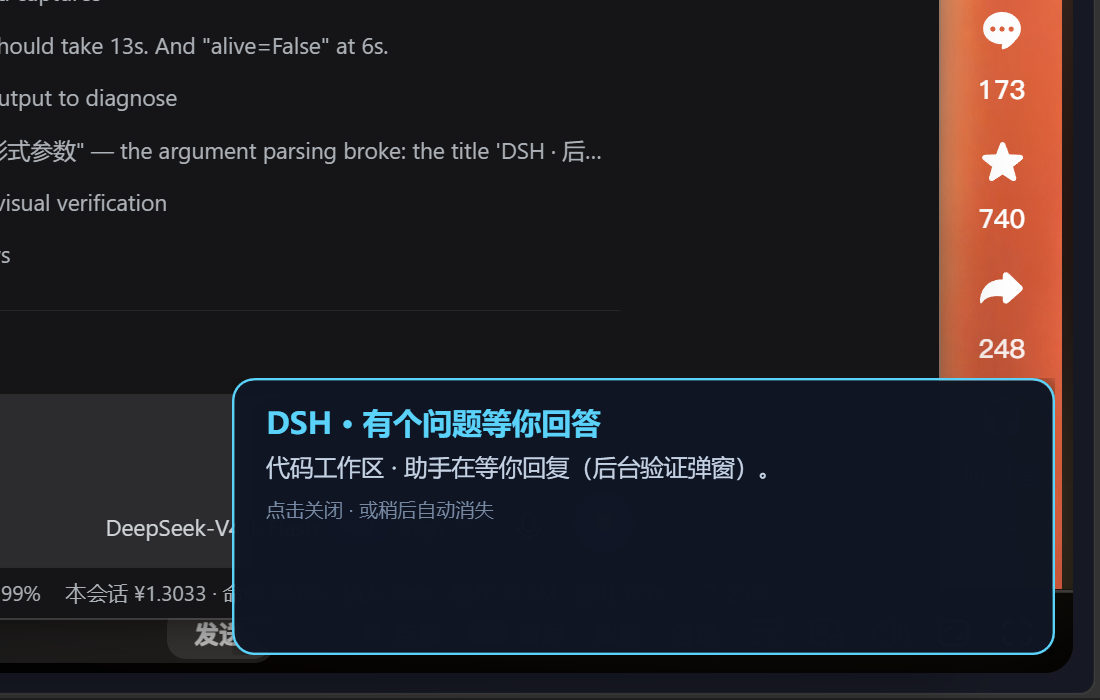 should take 13s. And "alive=False" at 6s.
output to diagnose
形式参数" — the argument parsing broke: the title 'DSH · 后...
visual verification
173
740
248
DSH · 有个问题等你回答
代码工作区 · 助手在等你回复（后台验证弹窗）。
点击关闭 · 或稍后自动消失
DeepSeek-V4
99% 本会话 ¥1.3033 ·
发送